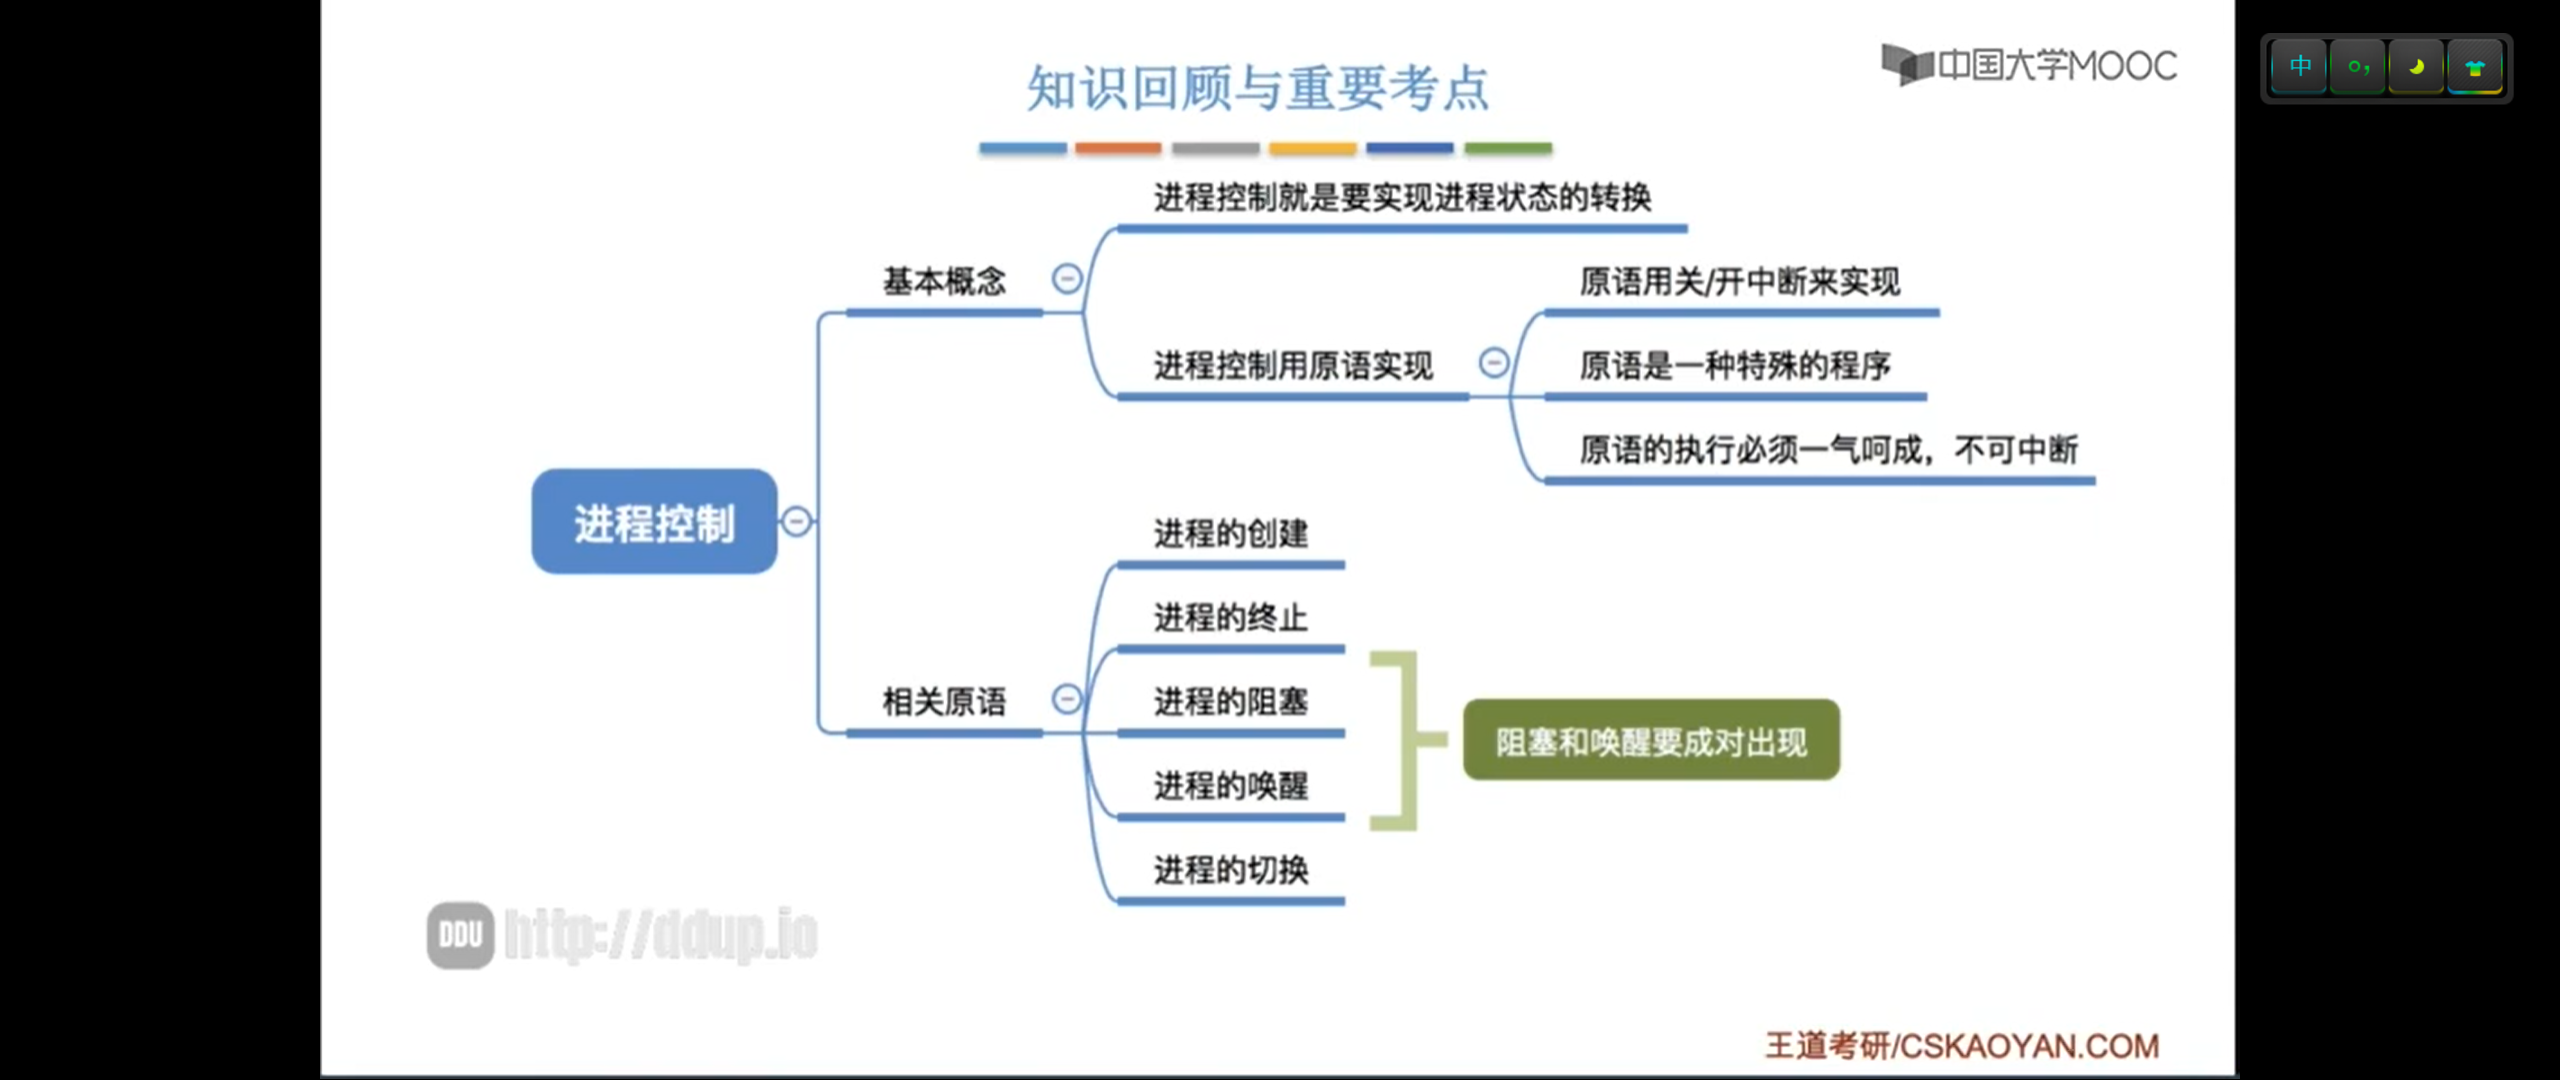 中国大学MOOC
中
知识回顾与重要考点
进程控制就是要实现进程状态的转换
基本概念
原语用关/开中断来实现
进程控制用原语实现
原语是一种特殊的程序
原语的执行必须一气呵成，不可中断
进程控制
进程的创建
进程的终止
相关原语
进程的阻塞
阻塞和唤醒要成对出现
进程的唤醒
进程的切换
DDU http://ddup.io
王道考研/CSKAOYAN.COM